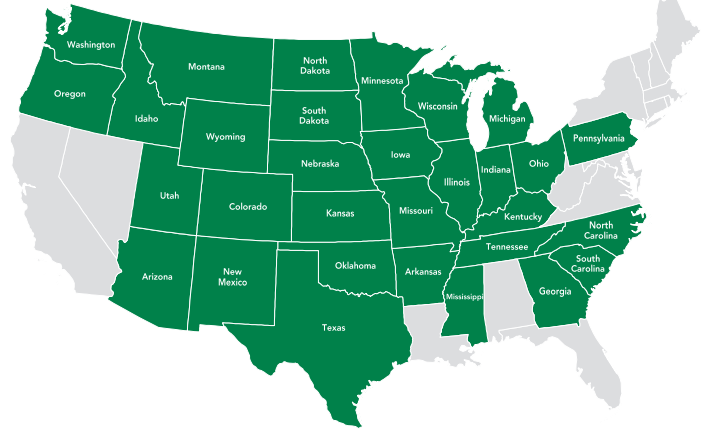 Washington
Montana
North
Dakota
Minnesota
Oregon
Idaho
Wyoming
South
Dakota
Wisconsin
Michigan
Pennsylvania
Nebraska
Iowa
Illinois
Indiana
Ohio
Utah
Colorado
Kansas
Missouri
Kentucky
North
Carolina
Tennessee
Arizona
New
Mexico
Oklahoma
Arkansas
South
Carolina
Mississippi
Georgia
Texas